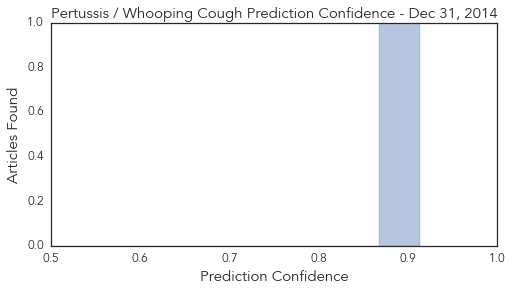 Pertussis / Whooping Cough Prediction Confidence - Dec 31, 2014
1.0
0.8
0.6
0.4
0.2
0.0
Articles Found
0.5 0.6 0.7 0.8 0.9 1.0
Prediction Confidence